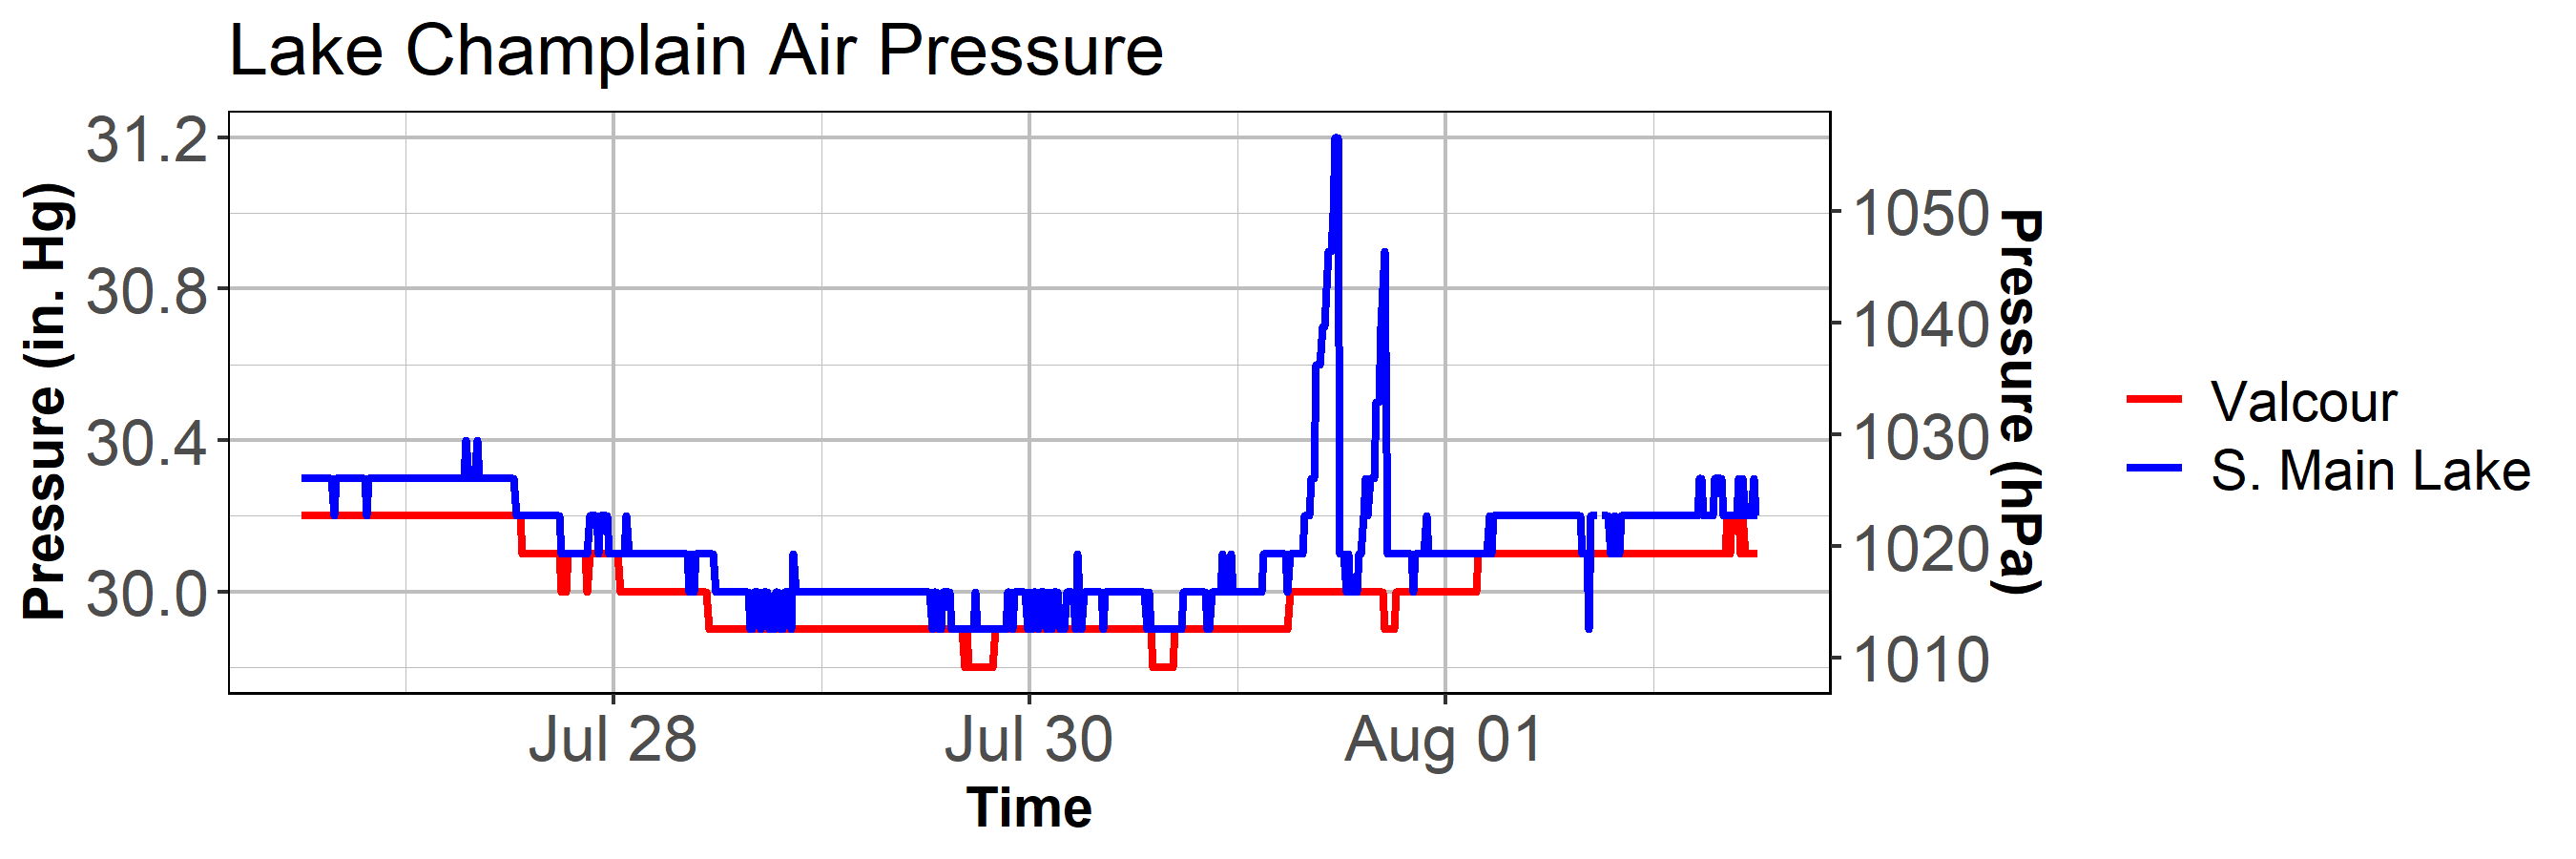 Lake Champlain Air Pressure
Pressure (in. Hg)
31.2
30.8
30.4
30.0
1050
1040
1030
1020
1010
Pressure (hPa)
Jul 28
Jul 30
Aug 01
Time
Valcour
S. Main Lake